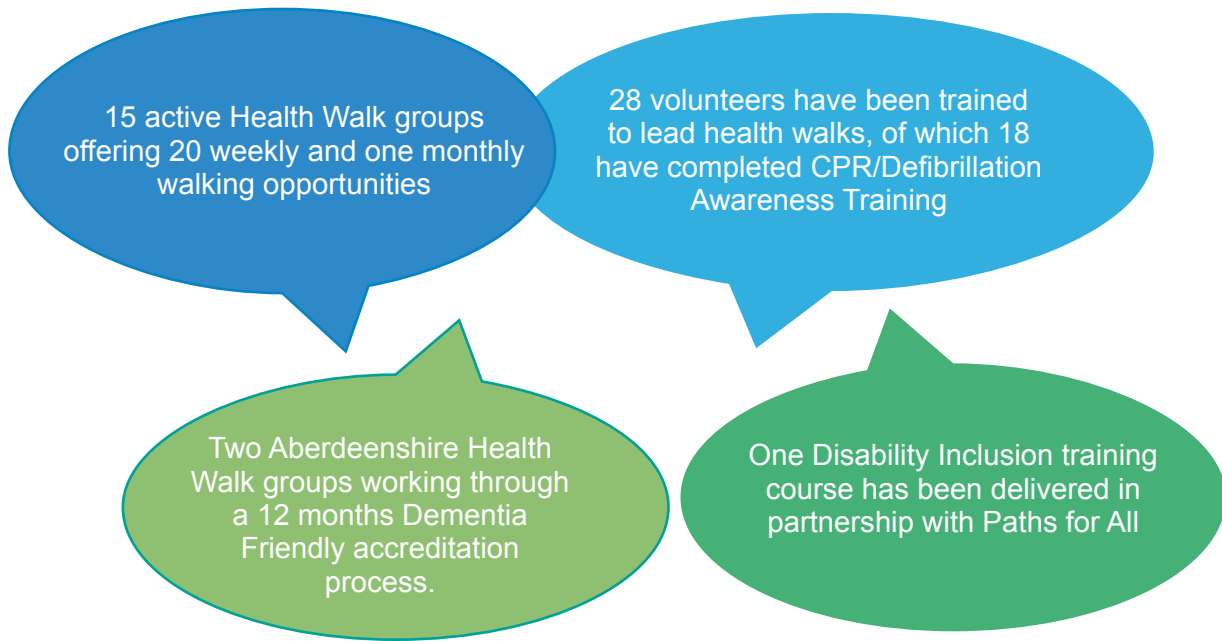 15 active Health Walk groups
offering 20 weekly and one monthly
walking opportunities
28 volunteers have been trained
to lead health walks, of which 18
have completed CPR/Defibrillation
Awareness Training
Two Aberdeenshire Health
Walk groups working through
a 12 months Dementia
Friendly accreditation
process.
One Disability Inclusion training
course has been delivered in
partnership with Paths for All